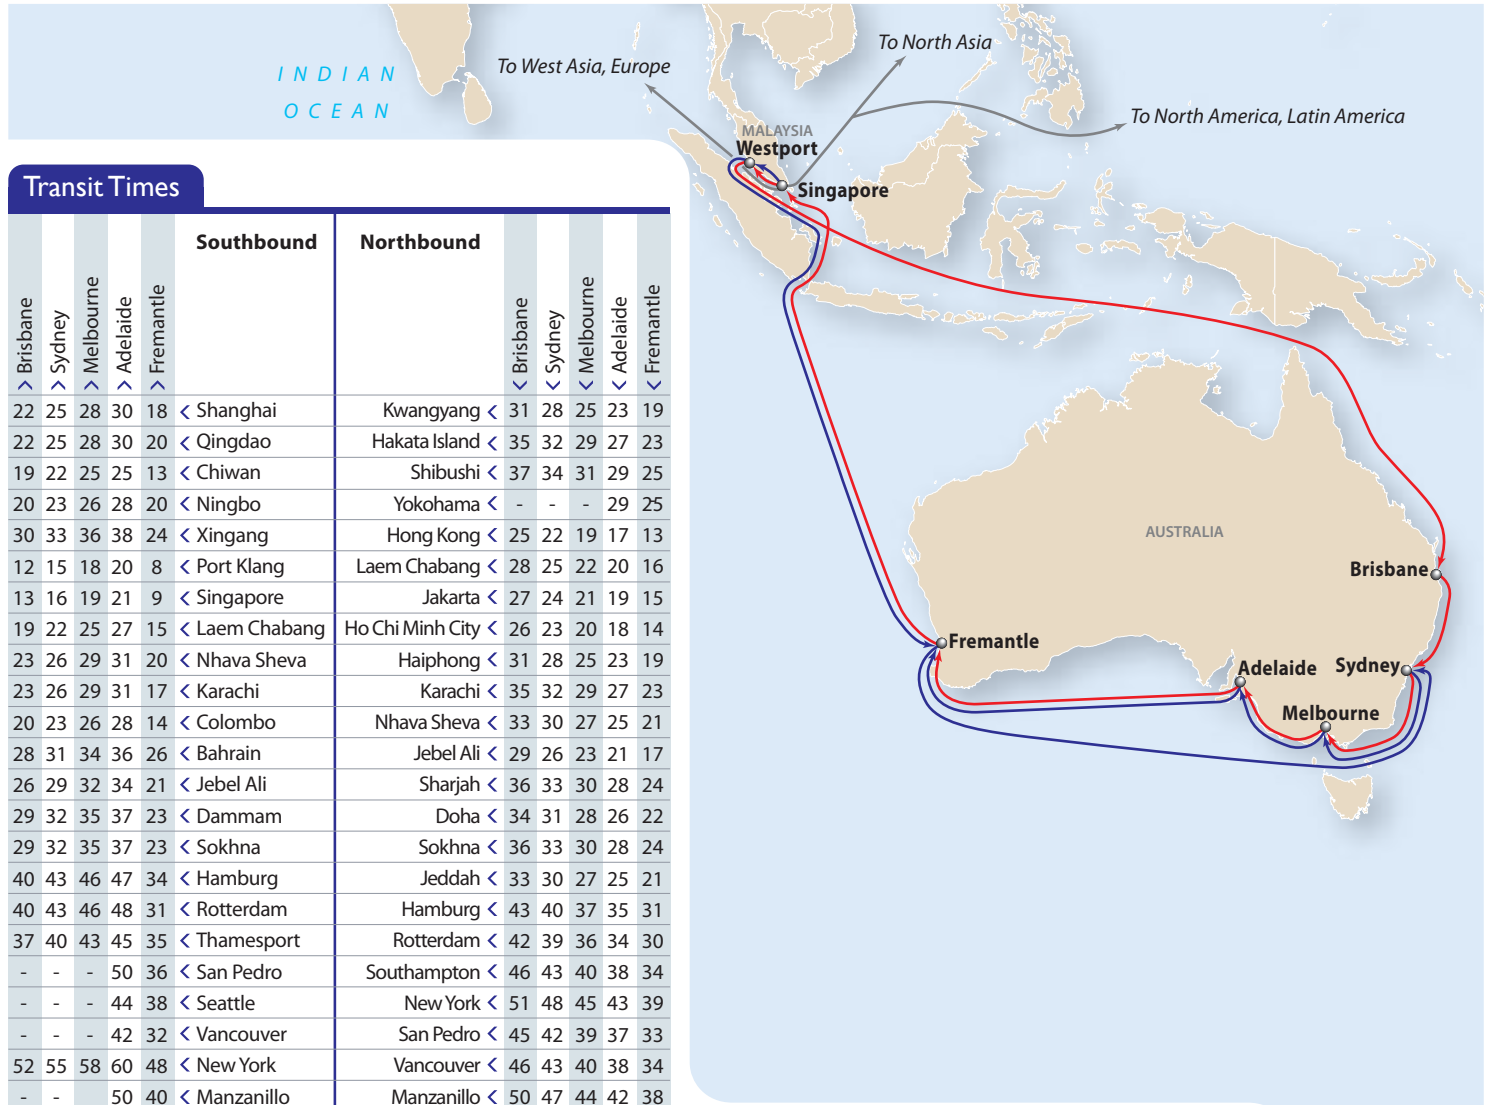 INDIAN
OCEAN
To West Asia, Europe
To North Asia
To North America, Latin America
MALAYSIA
Westport
Singapore
AUSTRALIA
Brisbane
Fremantle
Adelaide
Sydney
Melbourne
Transit Times
> Brisbane > Sydney > Melbourne > Adelaide > Fremantle Southbound Northbound < Brisbane < Sydney < Melbourne < Adelaide < Fremantle
22 25 28 30 18 < Shanghai Kwangyang < 31 28 25 23 19
22 25 28 30 20 < Qingdao Hakata Island < 35 32 29 27 23
19 22 25 25 13 < Chiwan Shibushi < 37 34 31 29 25
20 23 26 28 20 < Ningbo Yokohama < - - - 29 25
30 33 36 38 24 < Xingang Hong Kong < 25 22 19 17 13
12 15 18 20 8 < Port Klang Laem Chabang < 28 25 22 20 16
13 16 19 21 9 < Singapore Jakarta < 27 24 21 19 15
19 22 25 27 15 < Laem Chabang Ho Chi Minh City < 26 23 20 18 14
23 26 29 31 20 < Nhava Sheva Haiphong < 31 28 25 23 19
23 26 29 31 17 < Karachi Karachi < 35 32 29 27 23
20 23 26 28 14 < Colombo Nhava Sheva < 33 30 27 25 21
28 31 34 36 26 < Bahrain Jebel Ali < 29 26 23 21 17
26 29 32 34 21 < Jebel Ali Sharjah < 36 33 30 28 24
29 32 35 37 23 < Dammam Doha < 34 31 28 26 22
29 32 35 37 23 < Sokhna Sokhna < 36 33 30 28 24
40 43 46 47 34 < Hamburg Jeddah < 33 30 27 25 21
40 43 46 48 31 < Rotterdam Hamburg < 43 40 37 35 31
37 40 43 45 35 < Thamesport Rotterdam < 42 39 36 34 30
- - - 50 36 < San Pedro Southampton < 46 43 40 38 34
- - - 44 38 < Seattle New York < 51 48 45 43 39
- - - 42 32 < Vancouver San Pedro < 45 42 39 37 33
52 55 58 60 48 < New York Vancouver < 46 43 40 38 34
- - 50 40 < Manzanillo Manzanillo < 50 47 44 42 38